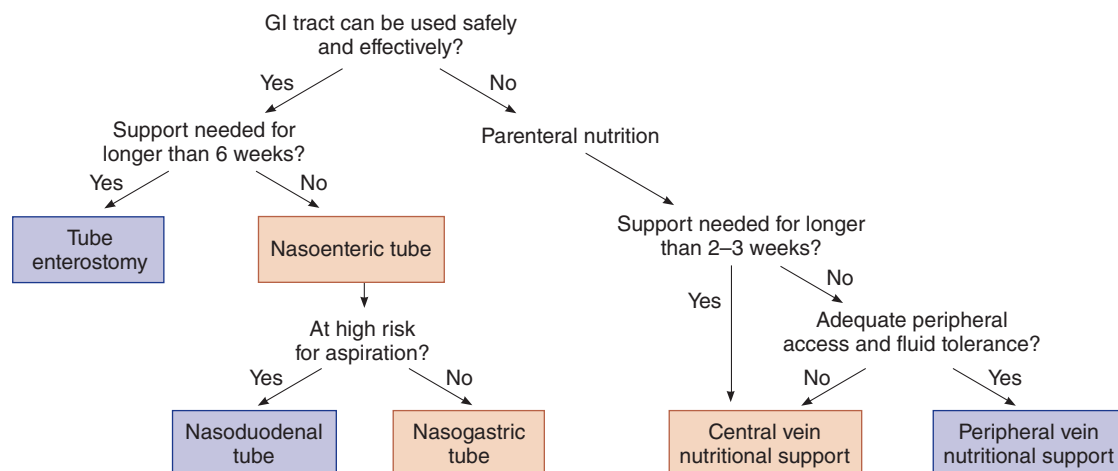 GI tract can be used safely
and effectively?
Yes
No
Support needed for
longer than 6 weeks?
Parenteral nutrition
Yes
No
Tube
enterostomy
Nasoenteric tube
Support needed for longer
than 2–3 weeks?
Yes
No
At high risk
for aspiration?
Adequate peripheral
access and fluid tolerance?
Yes
No
No
Yes
Nasoduodenal
tube
Nasogastric
tube
Central vein
nutritional support
Peripheral vein
nutritional support